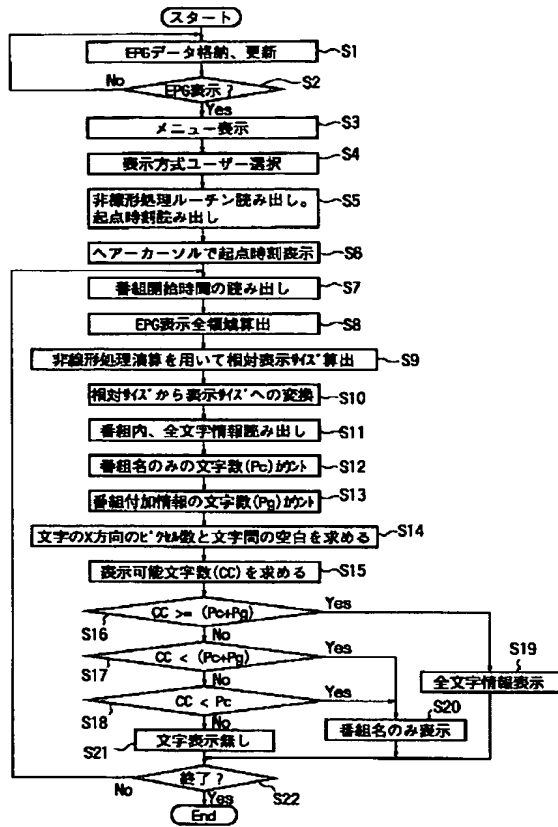 スタート
EPGデータ格納、更新
S1
No
EPG表示?
S2
Yes
メニュー表示
S3
表示方式ユーザー選択
S4
非線形処理ルーチン読み出し。
起点時刻読み出し
S5
ヘアーカーソルで起点時刻表示
S6
番組開始時間の読み出し
S7
EPG表示全領域算出
S8
非線形処理演算を用いて相対表示サイズ算出
S9
相対サイズから表示サイズへの変換
S10
番組内、全文字情報読み出し
S11
番組名のみの文字数(Pc)カウント
S12
番組付加情報の文字数(Pg)カウント
S13
文字のX方向のピクセル数と文字間の空白を求める
S14
表示可能文字数(CC)を求める
S15
CC >= (Pc+Pg)
Yes
S16
No
CC < (Pc+Pg)
Yes
S17
No
S19
全文字情報表示
CC < Pc
Yes
S18
No
S20
番組名のみ表示
文字表示無し
S21
終了?
No
S22
Yes
End